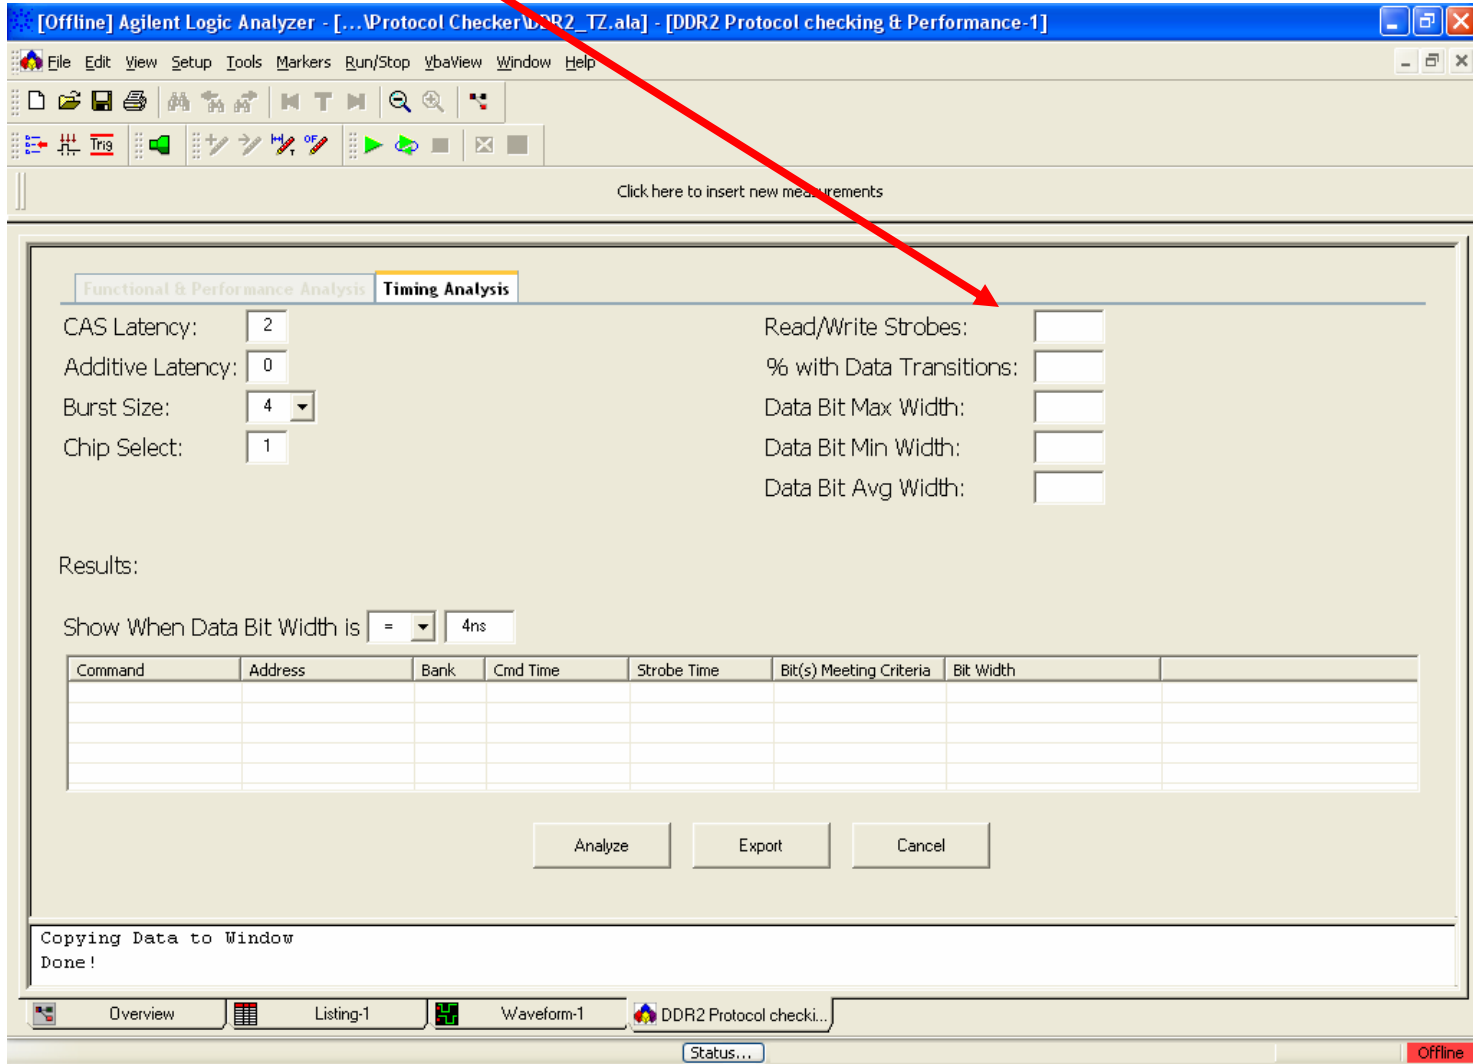 [Offline] Agilent Logic Analyzer - [...\Protocol Checker\DDR2_TZ.ala] - [DDR2 Protocol checking & Performance-1]
File Edit View Setup Tools Markers Run/Stop VbaView Window Help
T
Trig
Click here to insert new measurements
Functional & Performance Analysis Timing Analysis
CAS Latency: 2 Read/Write Strobes:
Additive Latency: 0 % with Data Transitions:
Burst Size: 4 Data Bit Max Width:
Chip Select: 1 Data Bit Min Width:
Data Bit Avg Width:
Results:
Show When Data Bit Width is = 4ns
Command Address Bank Cmd Time Strobe Time Bit(s) Meeting Criteria Bit Width
Analyze Export Cancel
Copying Data to Window
Done!
Overview Listing-1 Waveform-1 DDR2 Protocol checki...
Status... Offline